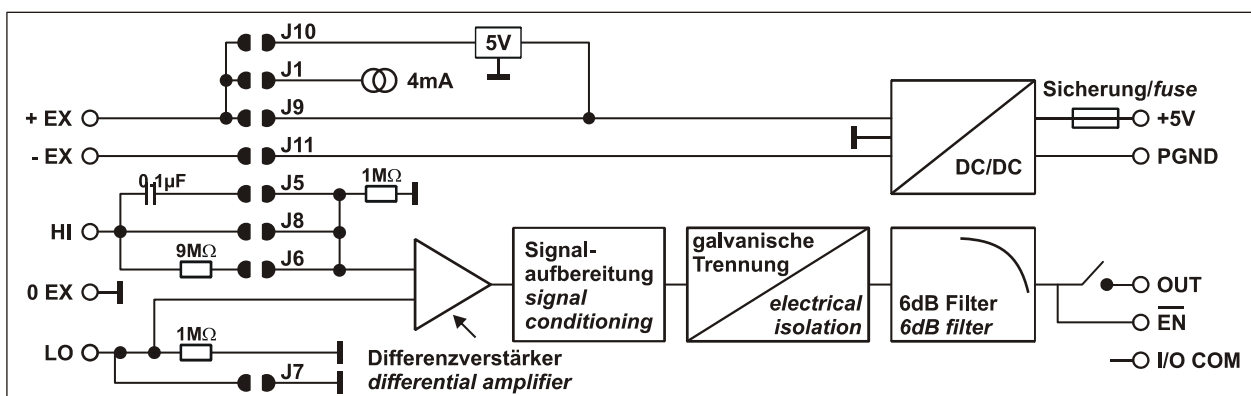 J10
5V
J1
4mA
+ EX
J9
Sicherung/fuse
+5V
- EX
J11
DC/DC
PGND
0.1µF
J5
1MΩ
HI
J8
9MΩ
J6
0 EX
Signal-
aufbereitung
signal
conditioning
galvanische
Trennung
electrical
isolation
6dB Filter
6dB filter
OUT
EN
I/O COM
LO
1MΩ
J7
Differenzverstärker
differential amplifier